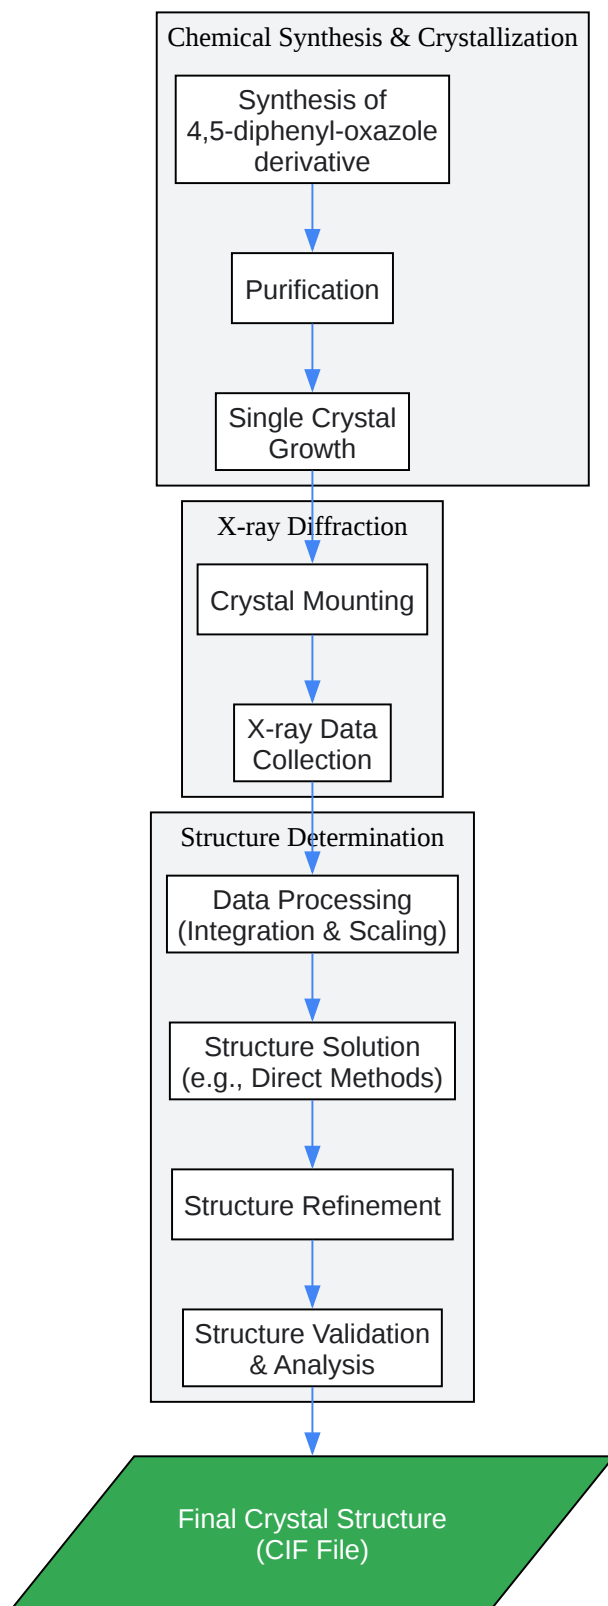 Chemical Synthesis & Crystallization
Synthesis of
4,5-diphenyl-oxazole
derivative
Purification
Single Crystal
Growth
X-ray Diffraction
Crystal Mounting
X-ray Data
Collection
Structure Determination
Data Processing
(Integration & Scaling)
Structure Solution
(e.g., Direct Methods)
Structure Refinement
Structure Validation
& Analysis
Final Crystal Structure
(CIF File)